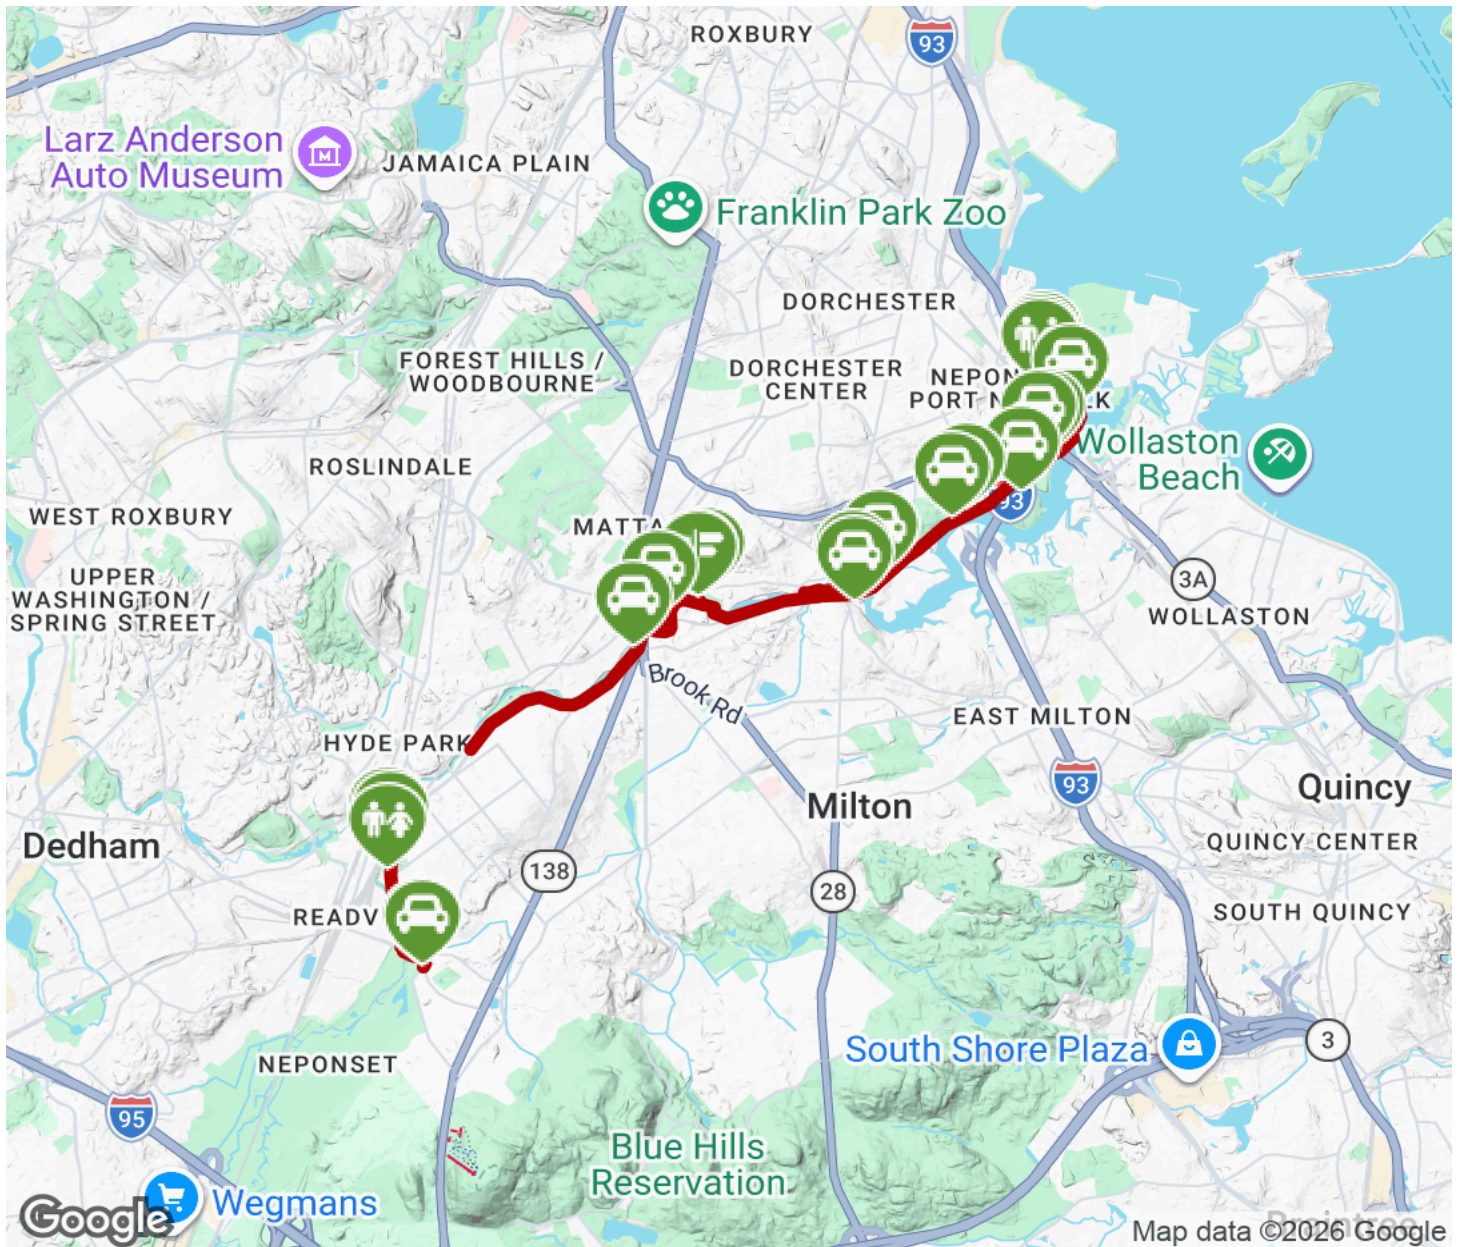 ROXBURY
93
Larz Anderson
Auto Museum
JAMAICA PLAIN
Franklin Park Zoo
DORCHESTER
FOREST HILLS /
WOODBOURNE
DORCHESTER
CENTER
NEPON
PORT N
K
Wollaston
Beach
ROSLINDALE
WEST ROXBURY
MATTA
93
UPPER
WASHINGTON /
SPRING STREET
3A
WOLLASTON
Brook Rd
EAST MILTON
HYDE PARK
93
Quincy
Milton
Dedham
QUINCY CENTER
138
28
READV
SOUTH QUINCY
NEPONSET
South Shore Plaza
3
95
Blue Hills
Reservation
Wegmans
Google
Braintree
Map data ©2026 Google